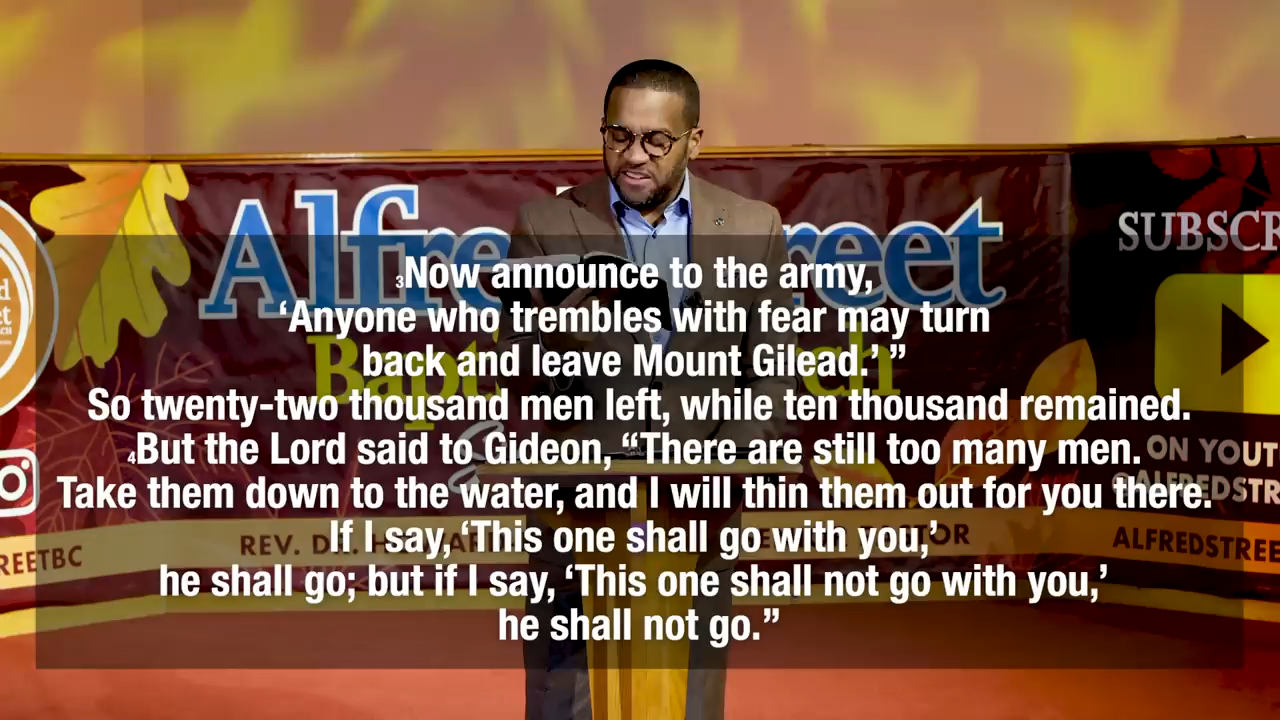 Alfred Street
SUBSCR
3Now announce to the army,
‘Anyone who trembles with fear may turn
back and leave Mount Gilead.’ ”
So twenty-two thousand men left, while ten thousand remained.
4But the Lord said to Gideon, “There are still too many men.
Take them down to the water, and I will thin them out for you there.
If I say, ‘This one shall go with you,’
he shall go; but if I say, ‘This one shall not go with you,’
he shall not go.”
ON YOUT
REETBC
REV. D
OR
ALFREDSTREE